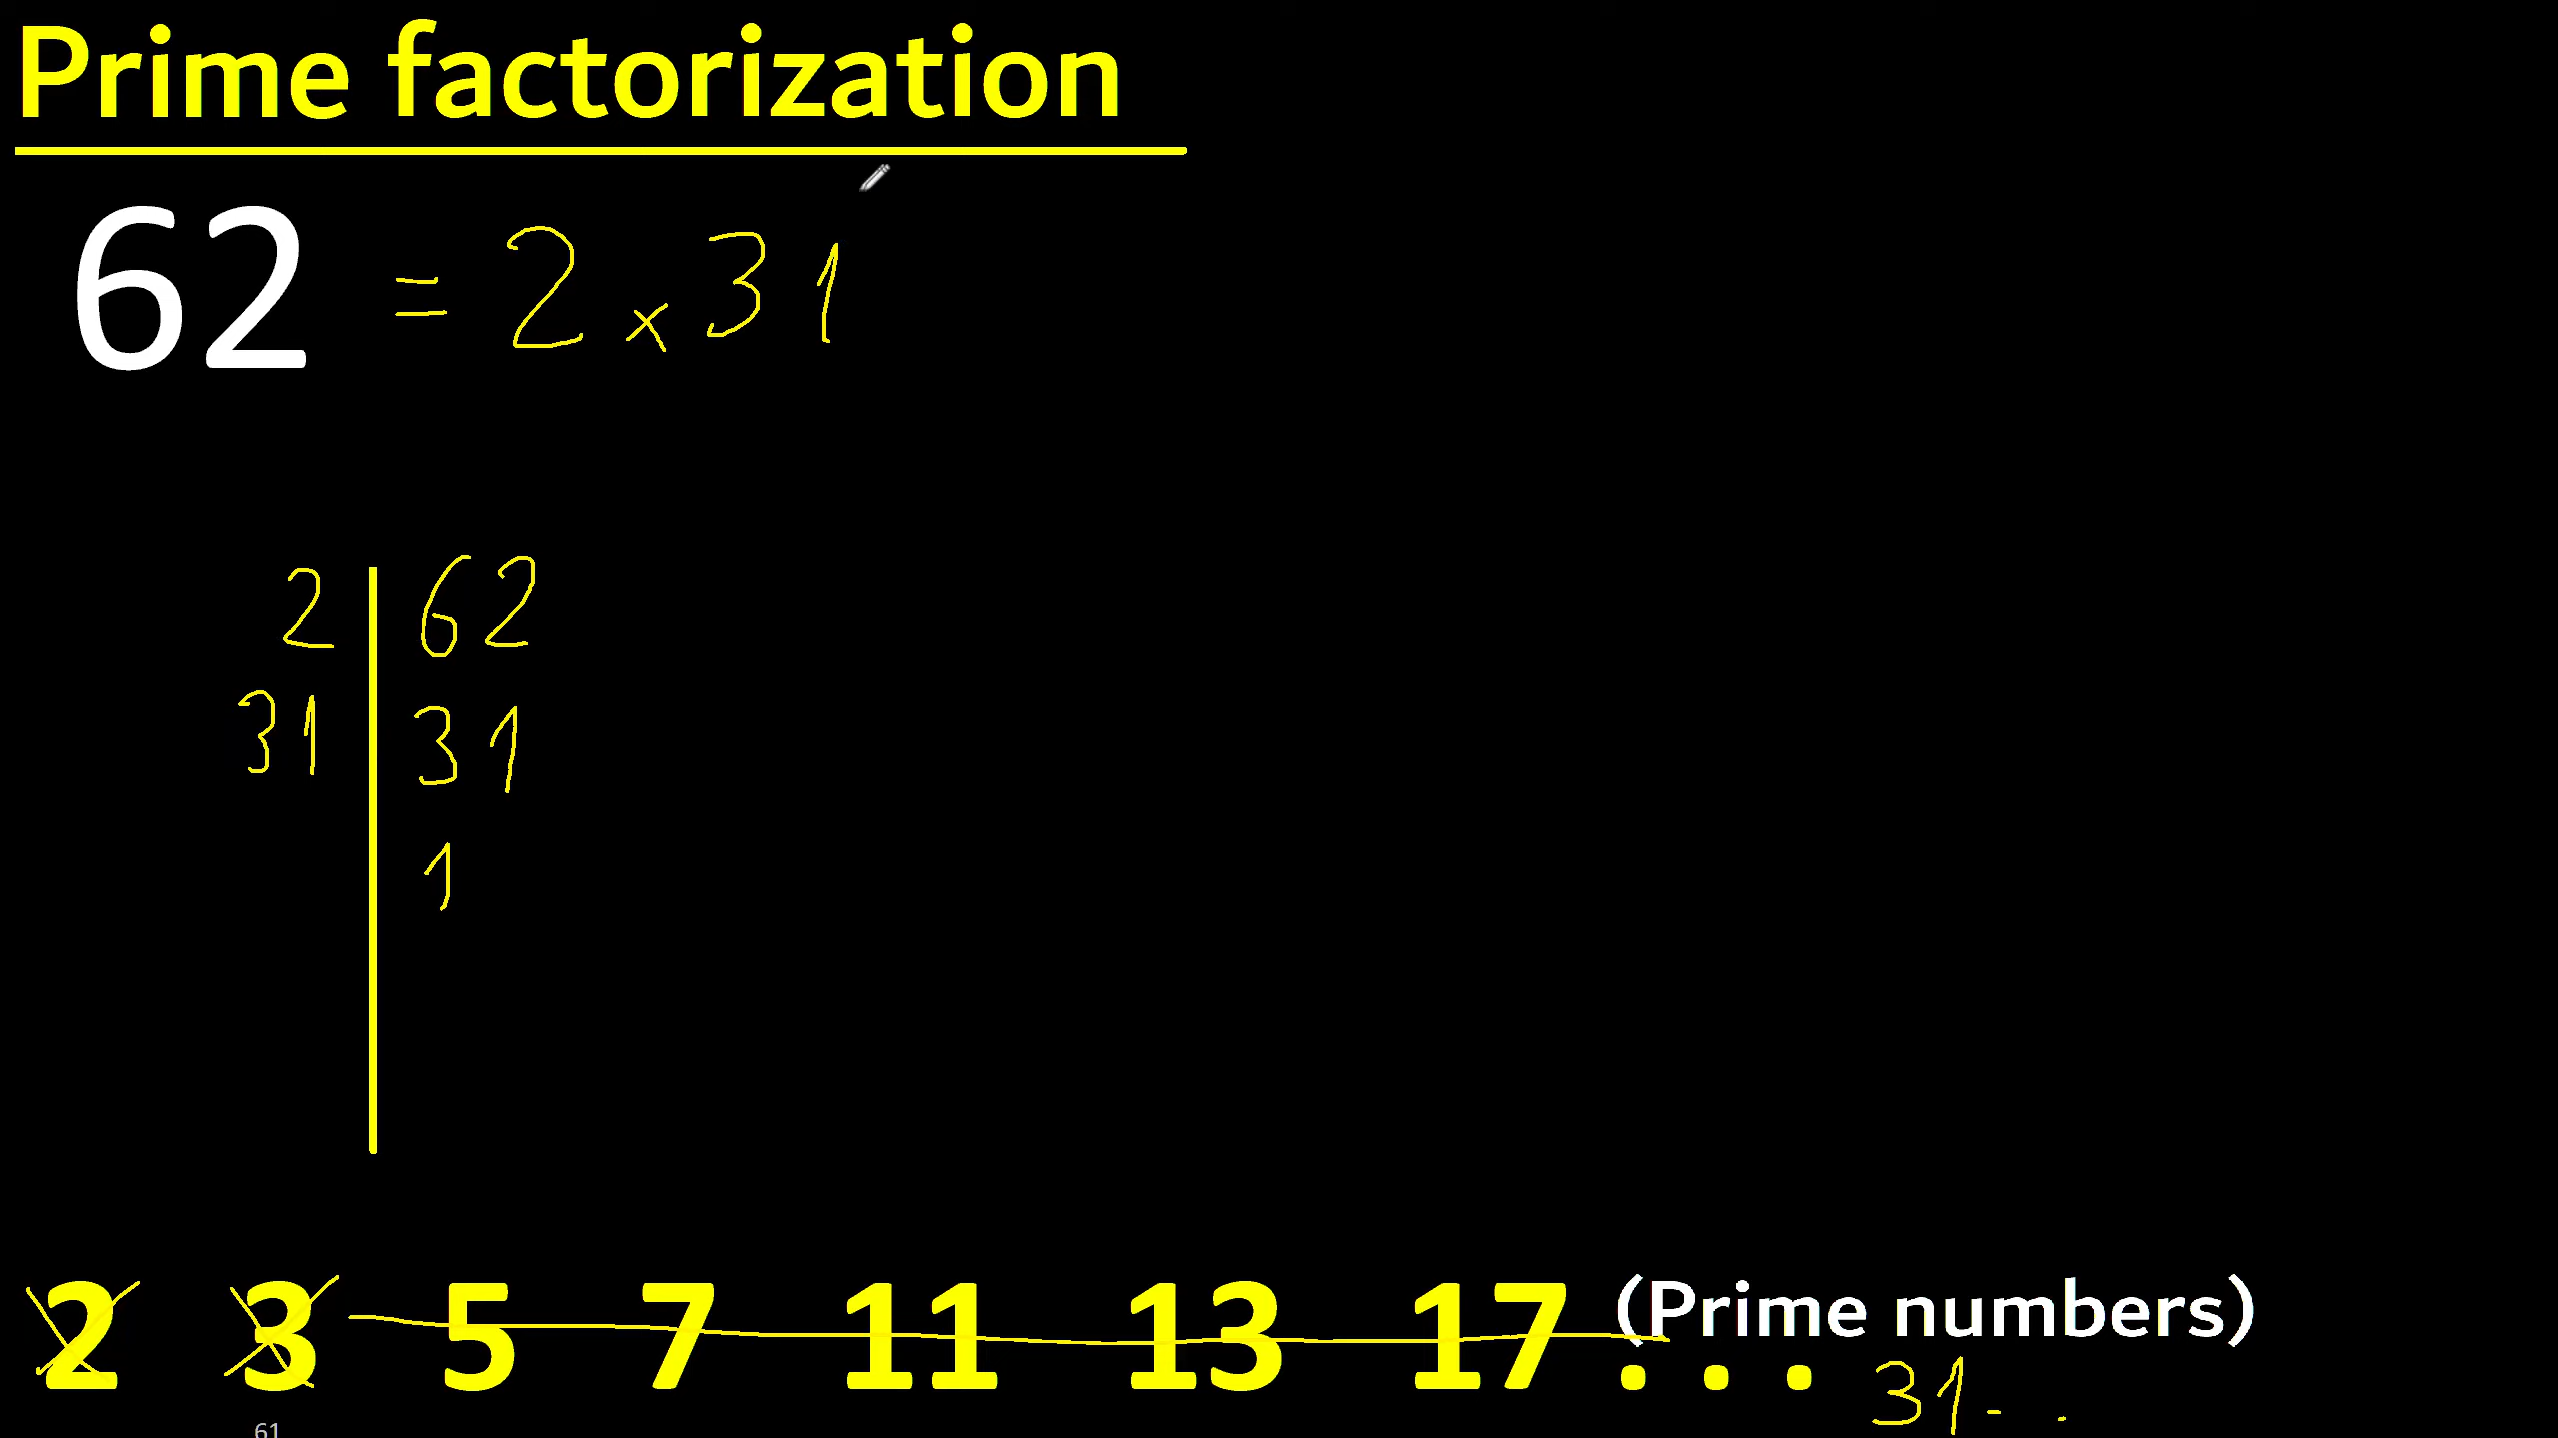 Prime factorization
62 = 2 x 31
2 | 62
31 | 31
1
2 3 5 7 11 13 17 . . . (Prime numbers)
31- .
61